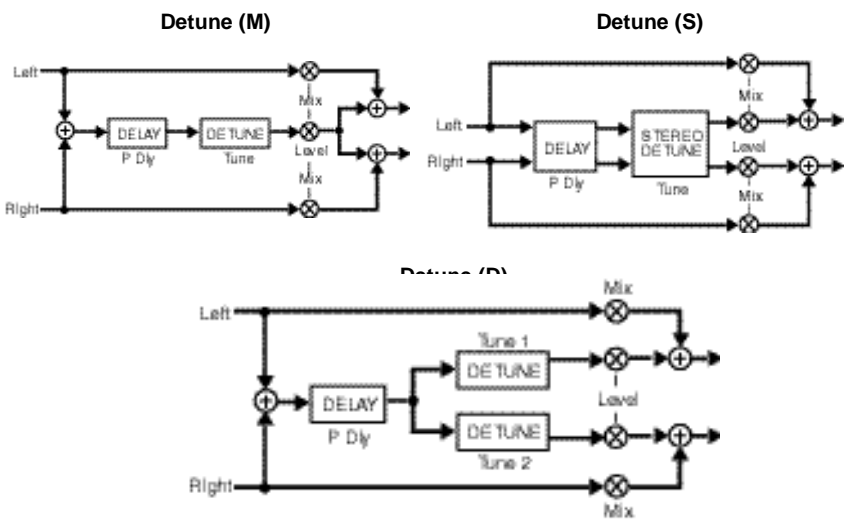 Detune (M)
Left
Mix
DELAY
DETUNE
Level
P Dly
Tune
Mix
Right
Detune (S)
Left
Mix
STEREO
DETUNE
DELAY
Level
Right
P Dly
Tune
Mix
Detune (D)
Mix
Left
Tune 1
DETUNE
DELAY
Level
P Dly
DETUNE
Tune 2
Right
Mix